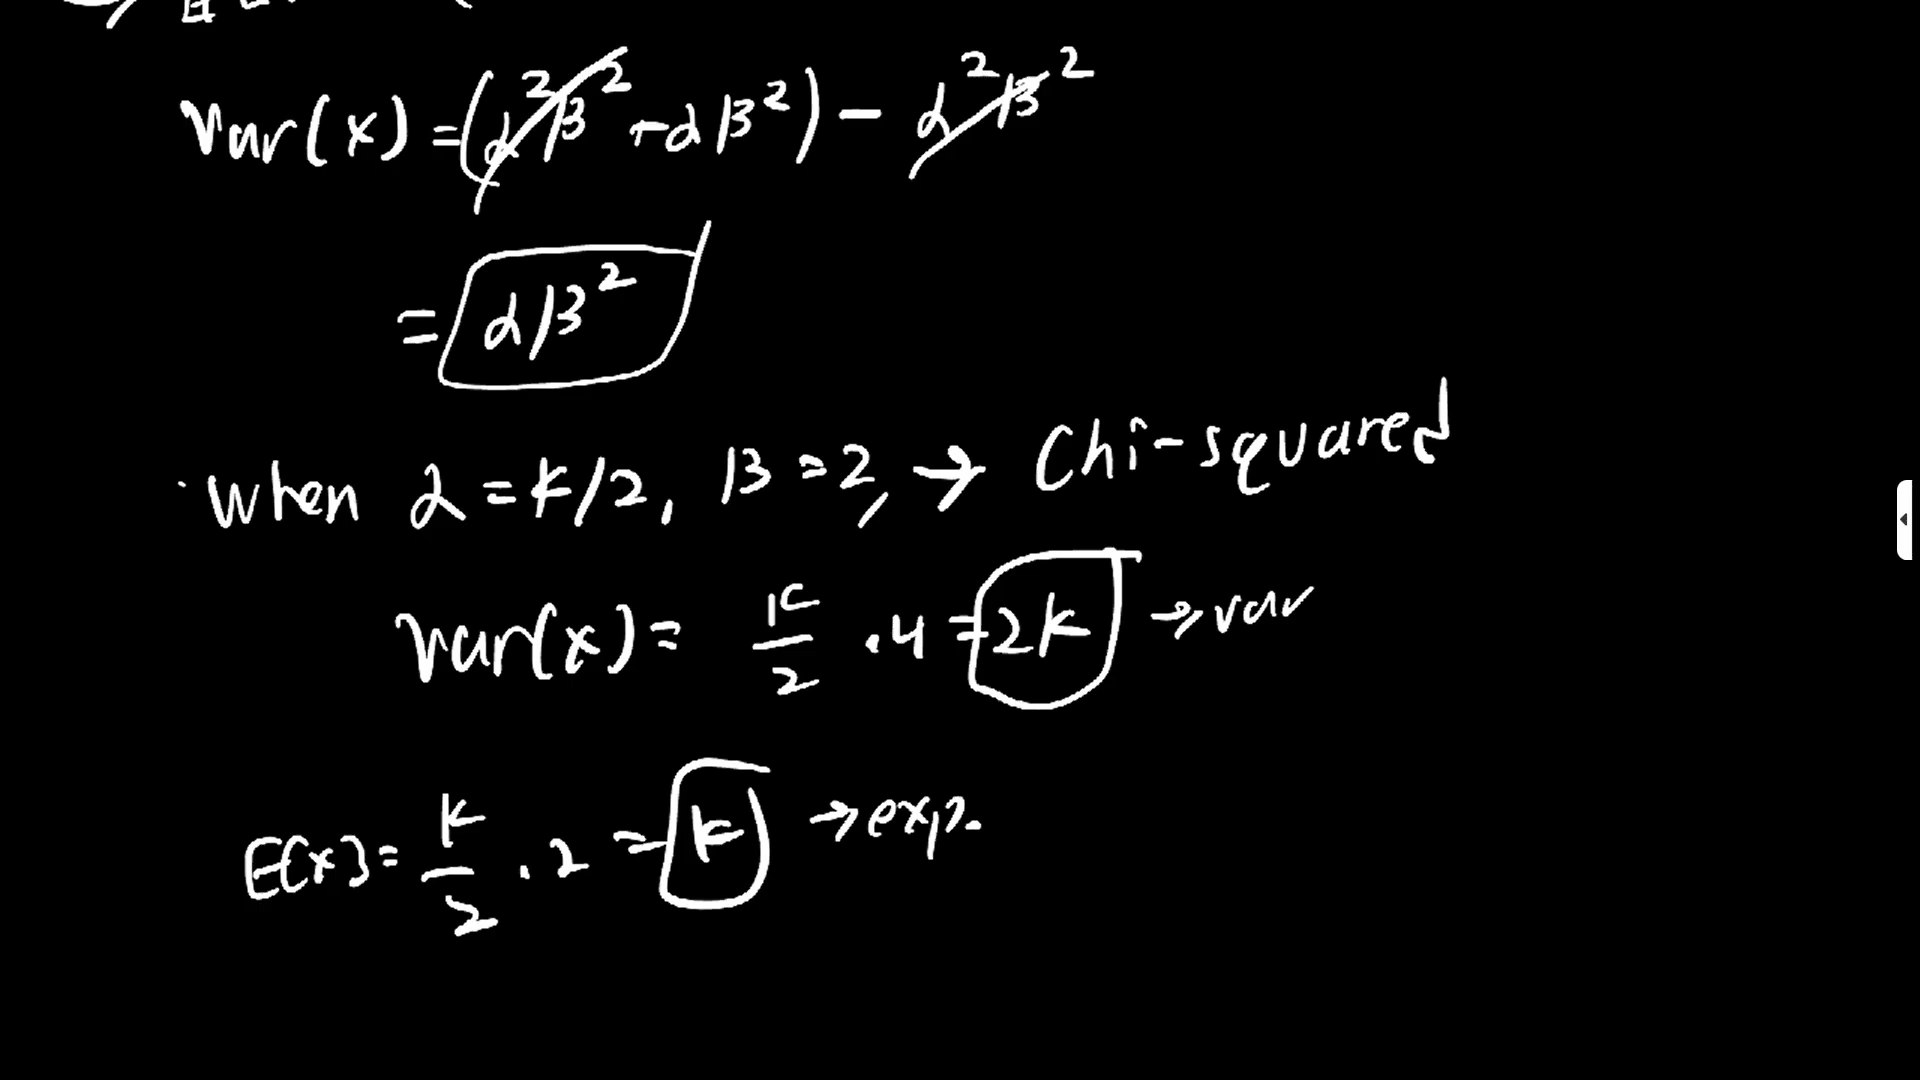 Var(x) = (α²β² + αβ²) - α²β²
= αβ²
· When α = k/2, β = 2, → Chi-squared
Var(x) = k/2 · 4 = 2k → var
E(x) = k/2 · 2 = k → exp.